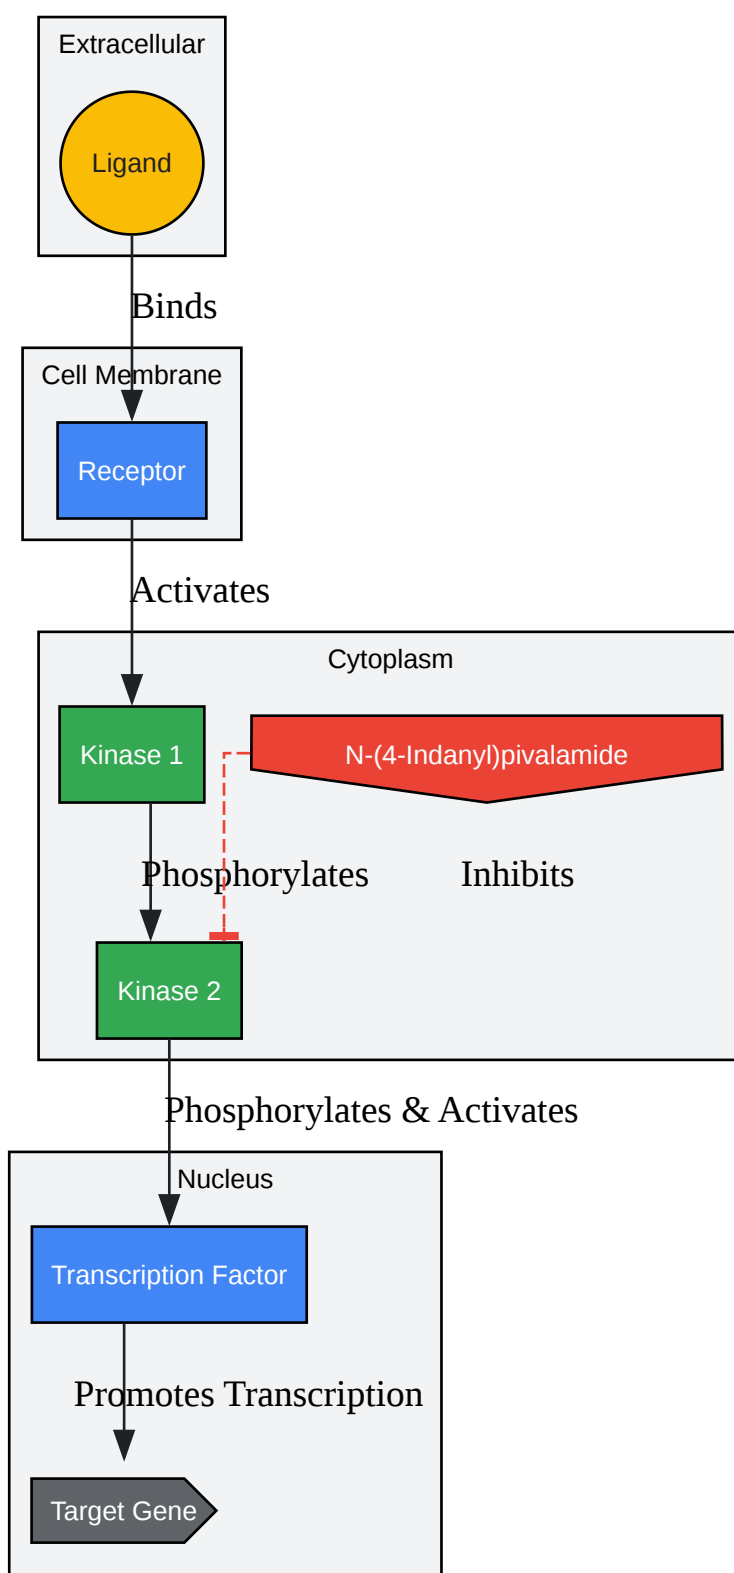 Extracellular
Ligand
Binds
Cell Membrane
Receptor
Activates
Cytoplasm
Kinase 1
N-(4-Indanyl)pivalamide
Phosphorylates
Inhibits
Kinase 2
Phosphorylates & Activates
Nucleus
Transcription Factor
Promotes Transcription
Target Gene